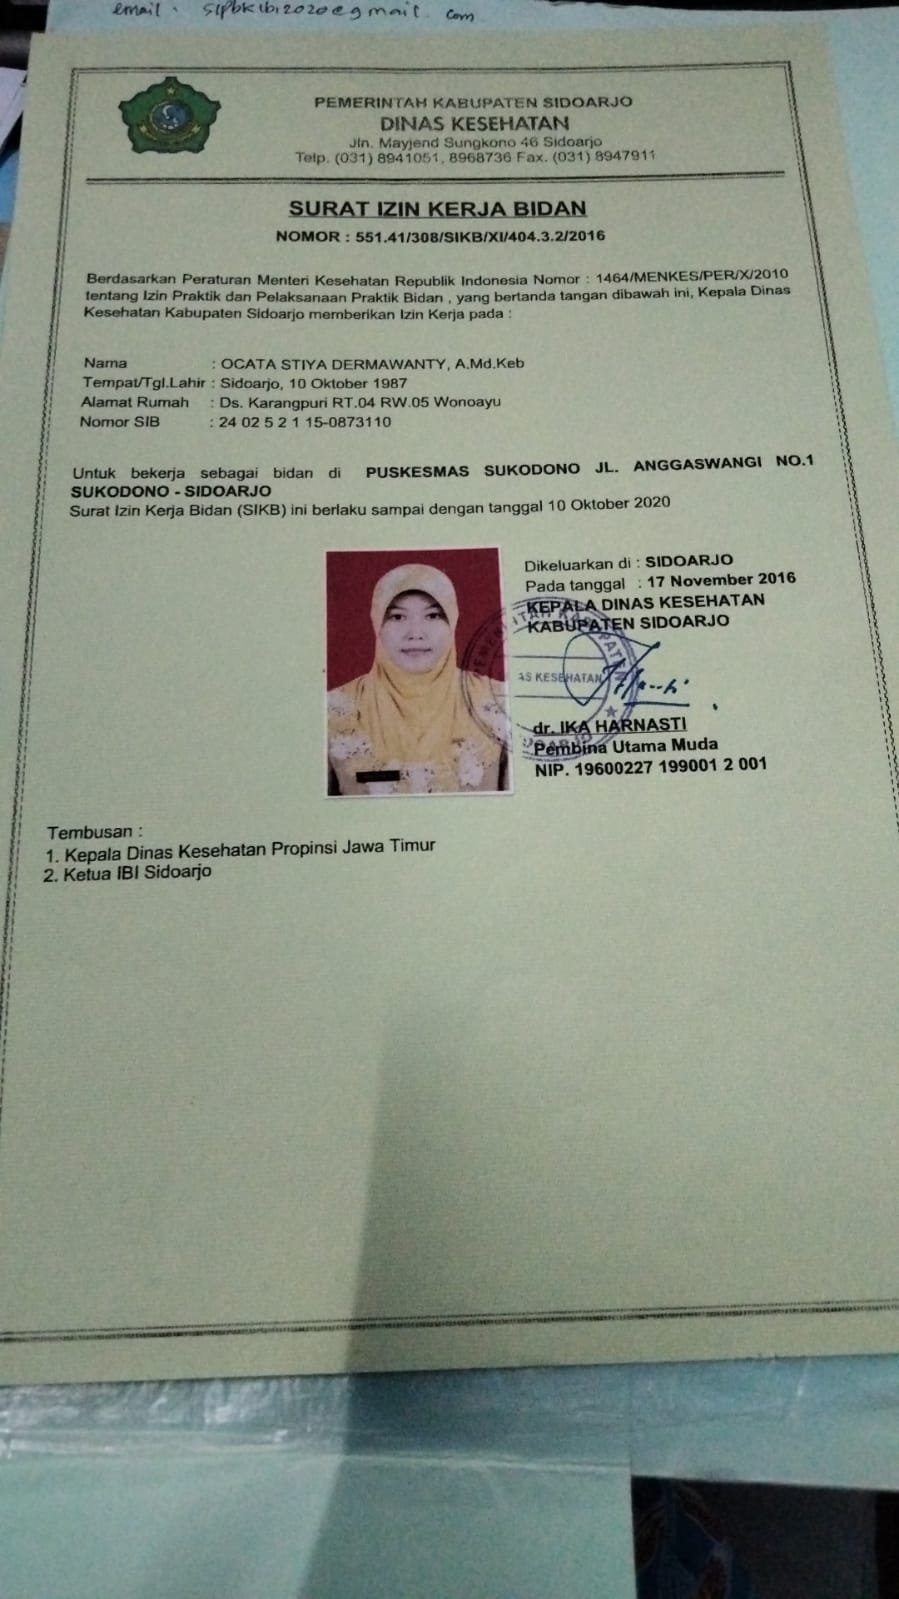 email : sipbkibi2020@gmail.com
PEMERINTAH KABUPATEN SIDOARJO
DINAS KESEHATAN
Jln. Mayjend Sungkono 46 Sidoarjo
Telp. (031) 8941051, 8968736 Fax. (031) 8947911
SURAT IZIN KERJA BIDAN
NOMOR : 551.41/308/SIKB/XI/404.3.2/2016
Berdasarkan Peraturan Menteri Kesehatan Republik Indonesia Nomor : 1464/MENKES/PER/X/2010
tentang Izin Praktik dan Pelaksanaan Praktik Bidan , yang bertanda tangan dibawah ini, Kepala Dinas
Kesehatan Kabupaten Sidoarjo memberikan Izin Kerja pada :
Nama : OCATA STIYA DERMAWANTY, A.Md.Keb
Tempat/Tgl.Lahir : Sidoarjo, 10 Oktober 1987
Alamat Rumah : Ds. Karangpuri RT.04 RW.05 Wonoayu
Nomor SIB : 24 02 5 2 1 15-0873110
Untuk bekerja sebagai bidan di PUSKESMAS SUKODONO JL. ANGGASWANGI NO.1
SUKODONO - SIDOARJO
Surat Izin Kerja Bidan (SIKB) ini berlaku sampai dengan tanggal 10 Oktober 2020
Dikeluarkan di : SIDOARJO
Pada tanggal : 17 November 2016
KEPALA DINAS KESEHATAN
KABUPATEN SIDOARJO
AS KESEHATAN
dr. IKA HARNASTI
Pembina Utama Muda
NIP. 19600227 199001 2 001
Tembusan :
1. Kepala Dinas Kesehatan Propinsi Jawa Timur
2. Ketua IBI Sidoarjo